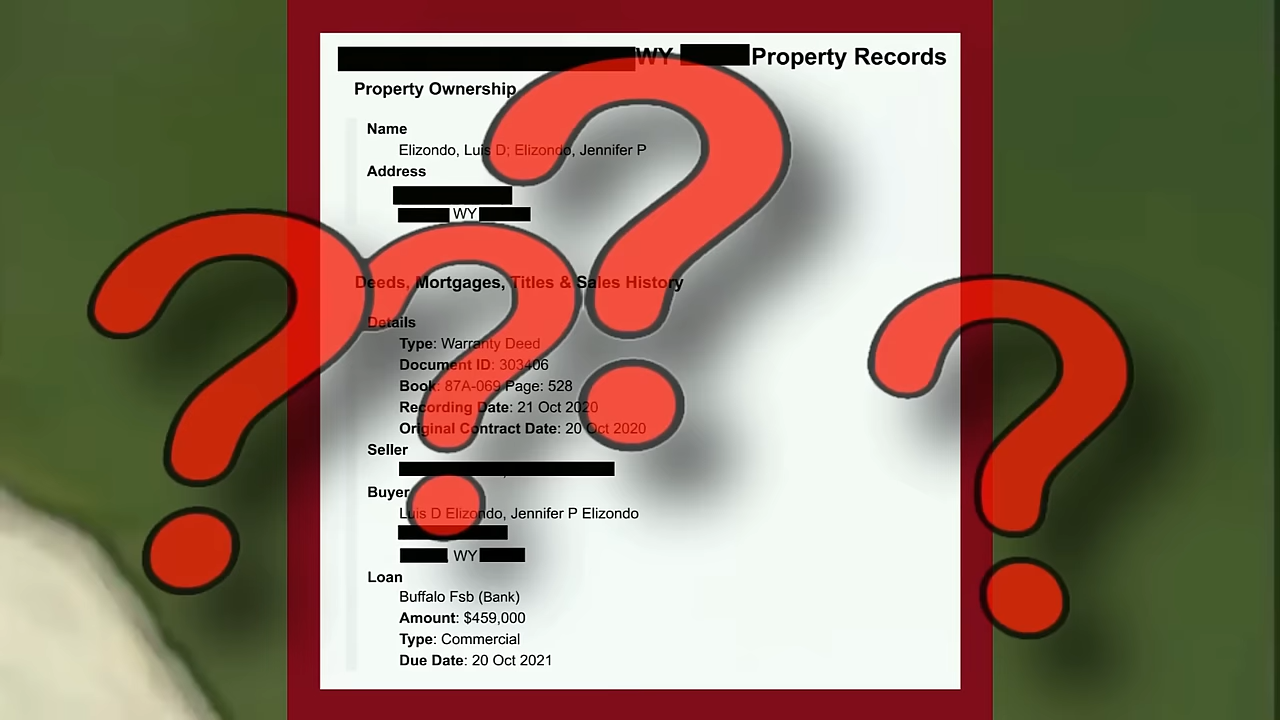 WY Property Records
Property Ownership
Name
Elizondo, Luis D; Elizondo, Jennifer P
Address
WY
Deeds, Mortgages, Titles & Sales History
Details
Type: Warranty Deed
Document ID: 303406
Book: 87A-069 Page: 528
Recording Date: 21 Oct 2020
Original Contract Date: 20 Oct 2020
Seller
Buyer
Luis D Elizondo, Jennifer P Elizondo
WY
Loan
Buffalo Fsb (Bank)
Amount: $459,000
Type: Commercial
Due Date: 20 Oct 2021